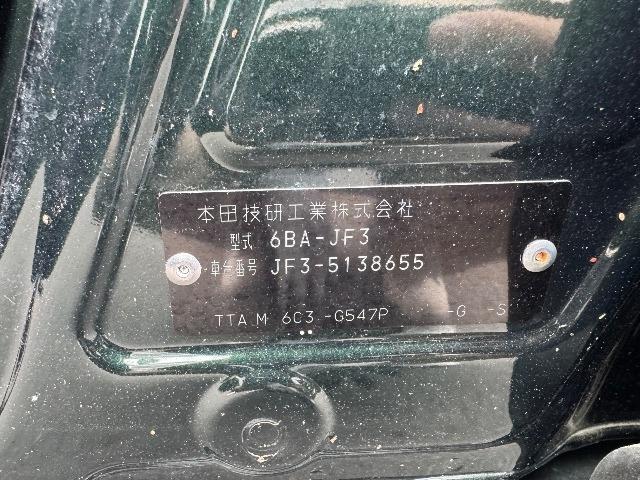 本田技研工業株式会社
型式 6BA-JF3
車台番号 JF3-5138655
TTA.M 6C3 -G547P -G -S